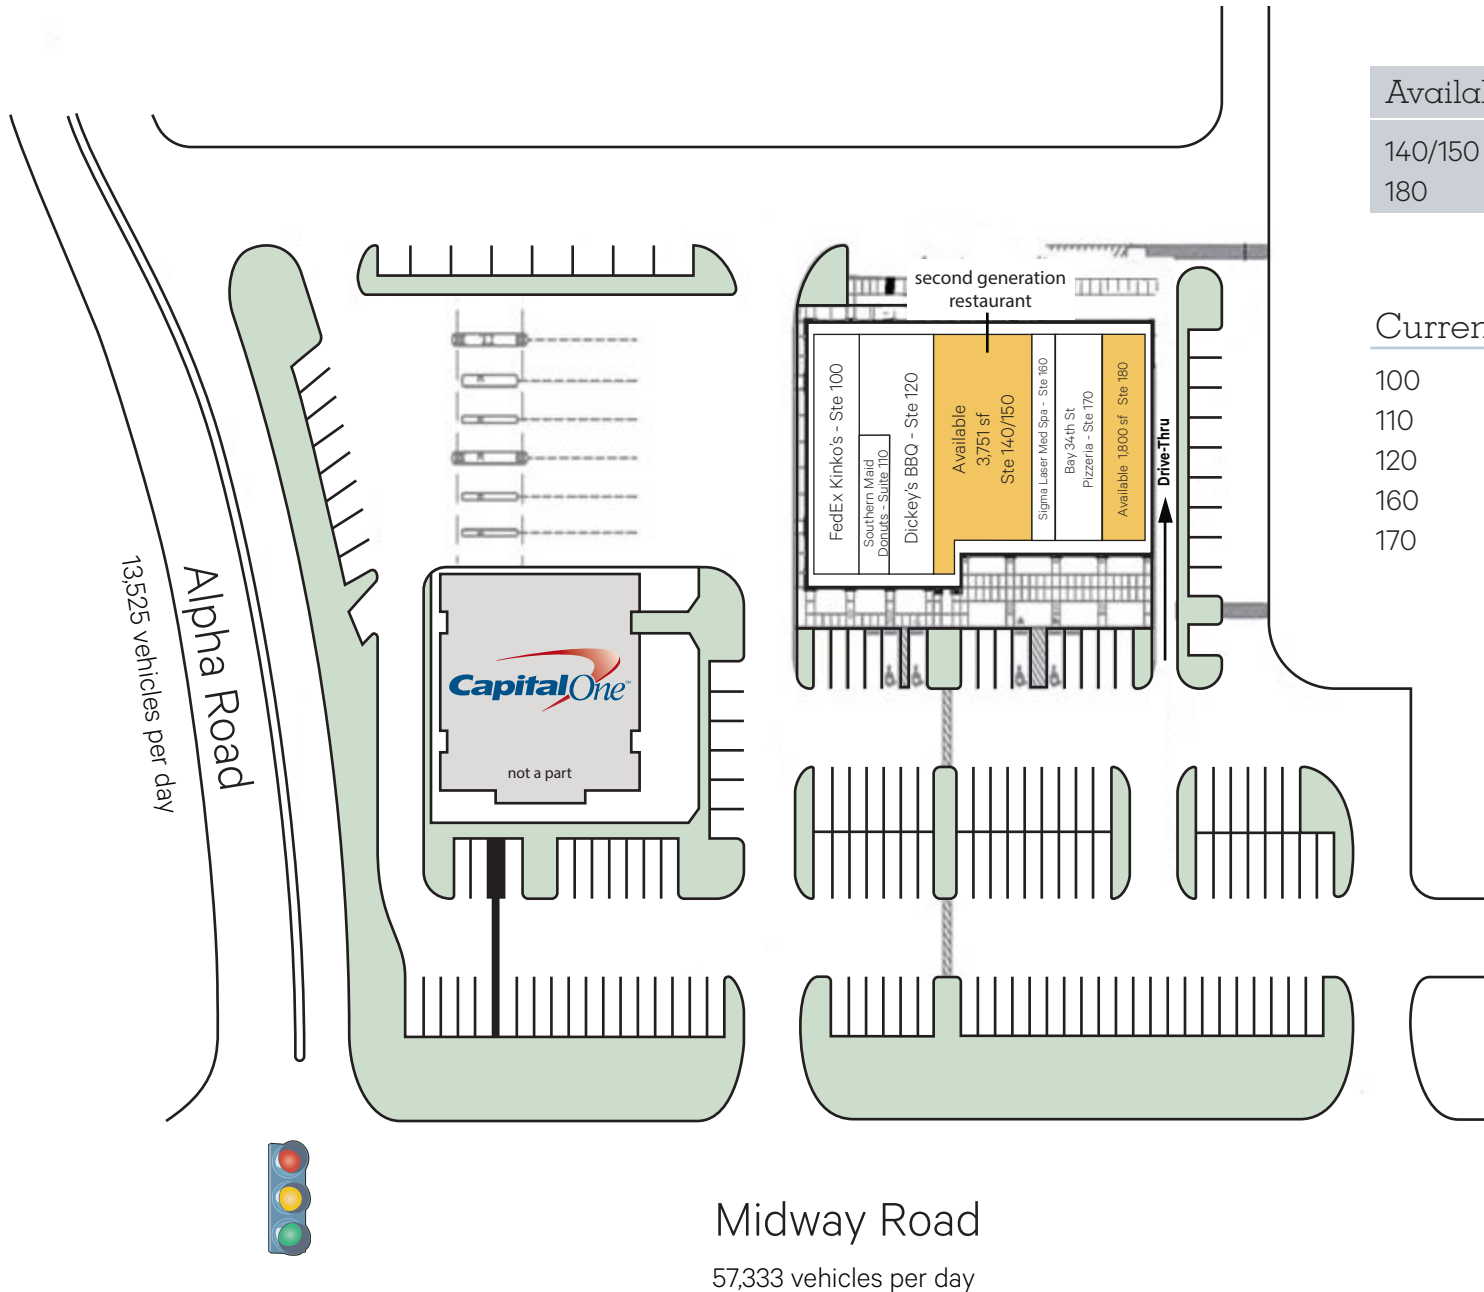 Availal
140/150
180
second generation
restaurant
Curren
100
110
120
160
170
FedEx Kinko's - Ste 100
Southern Maid
Donuts - Suite 110
Dickey's BBQ - Ste 120
Available
3,751 sf
Ste 140/150
Sigma Laser Med Spa - Ste 160
Bay 34th St
Pizzeria - Ste 170
Available 1,800 sf Ste 180
Drive-Thru
Alpha Road
13,525 vehicles per day
CapitalOne
not a part
Midway Road
57,333 vehicles per day